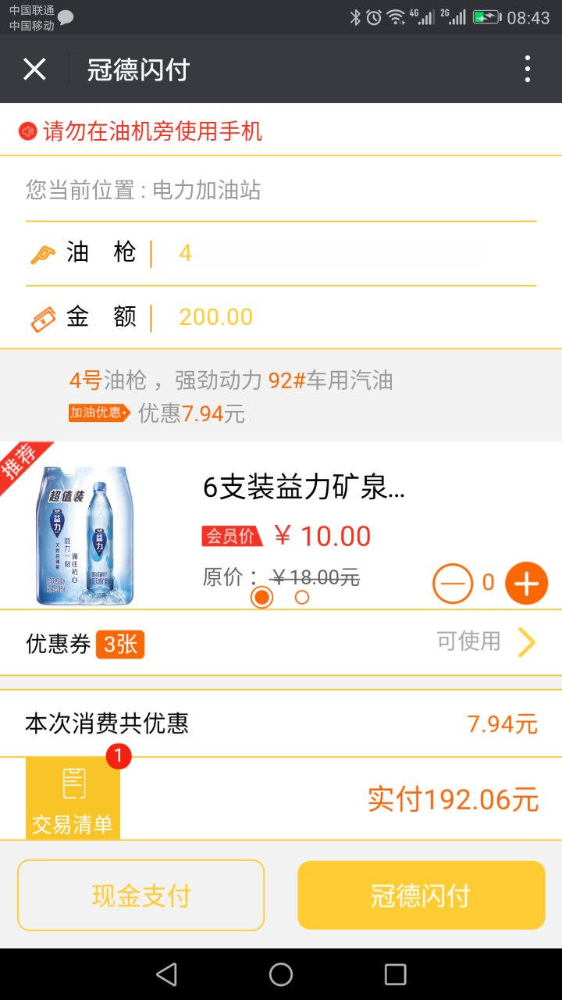 中国联通
中国移动
4G
2G
08:43
冠德闪付
请勿在油机旁使用手机
您当前位置 : 电力加油站
油 枪 4
金 额 200.00
4号油枪 ，强劲动力 92#车用汽油
加油优惠 优惠7.94元
推荐
超值装
益力
天然矿泉
益力一刻
涌住初心
益力
6支装益力矿泉...
会员价 ￥ 10.00
原价 ： ￥18.00元
0
优惠券 3张 可使用
本次消费共优惠 7.94元
1
交易清单
实付192.06元
现金支付
冠德闪付